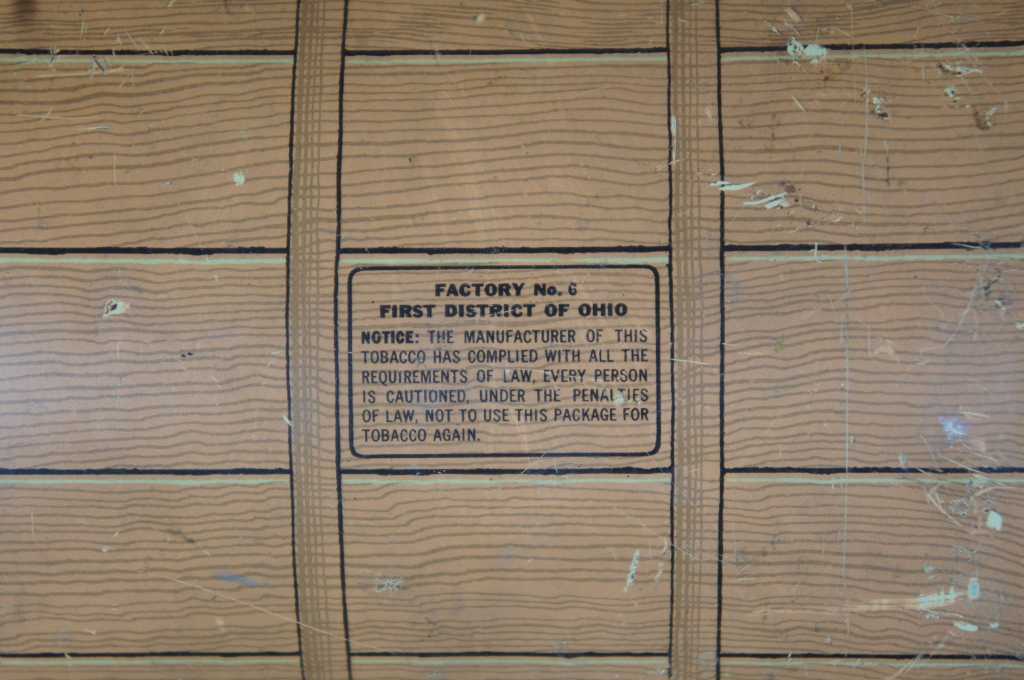 FACTORY No. 6
FIRST DISTRICT OF OHIO
NOTICE: THE MANUFACTURER OF THIS
TOBACCO HAS COMPLIED WITH ALL THE
REQUIREMENTS OF LAW, EVERY PERSON
IS CAUTIONED, UNDER THE PENALTIES
OF LAW, NOT TO USE THIS PACKAGE FOR
TOBACCO AGAIN.